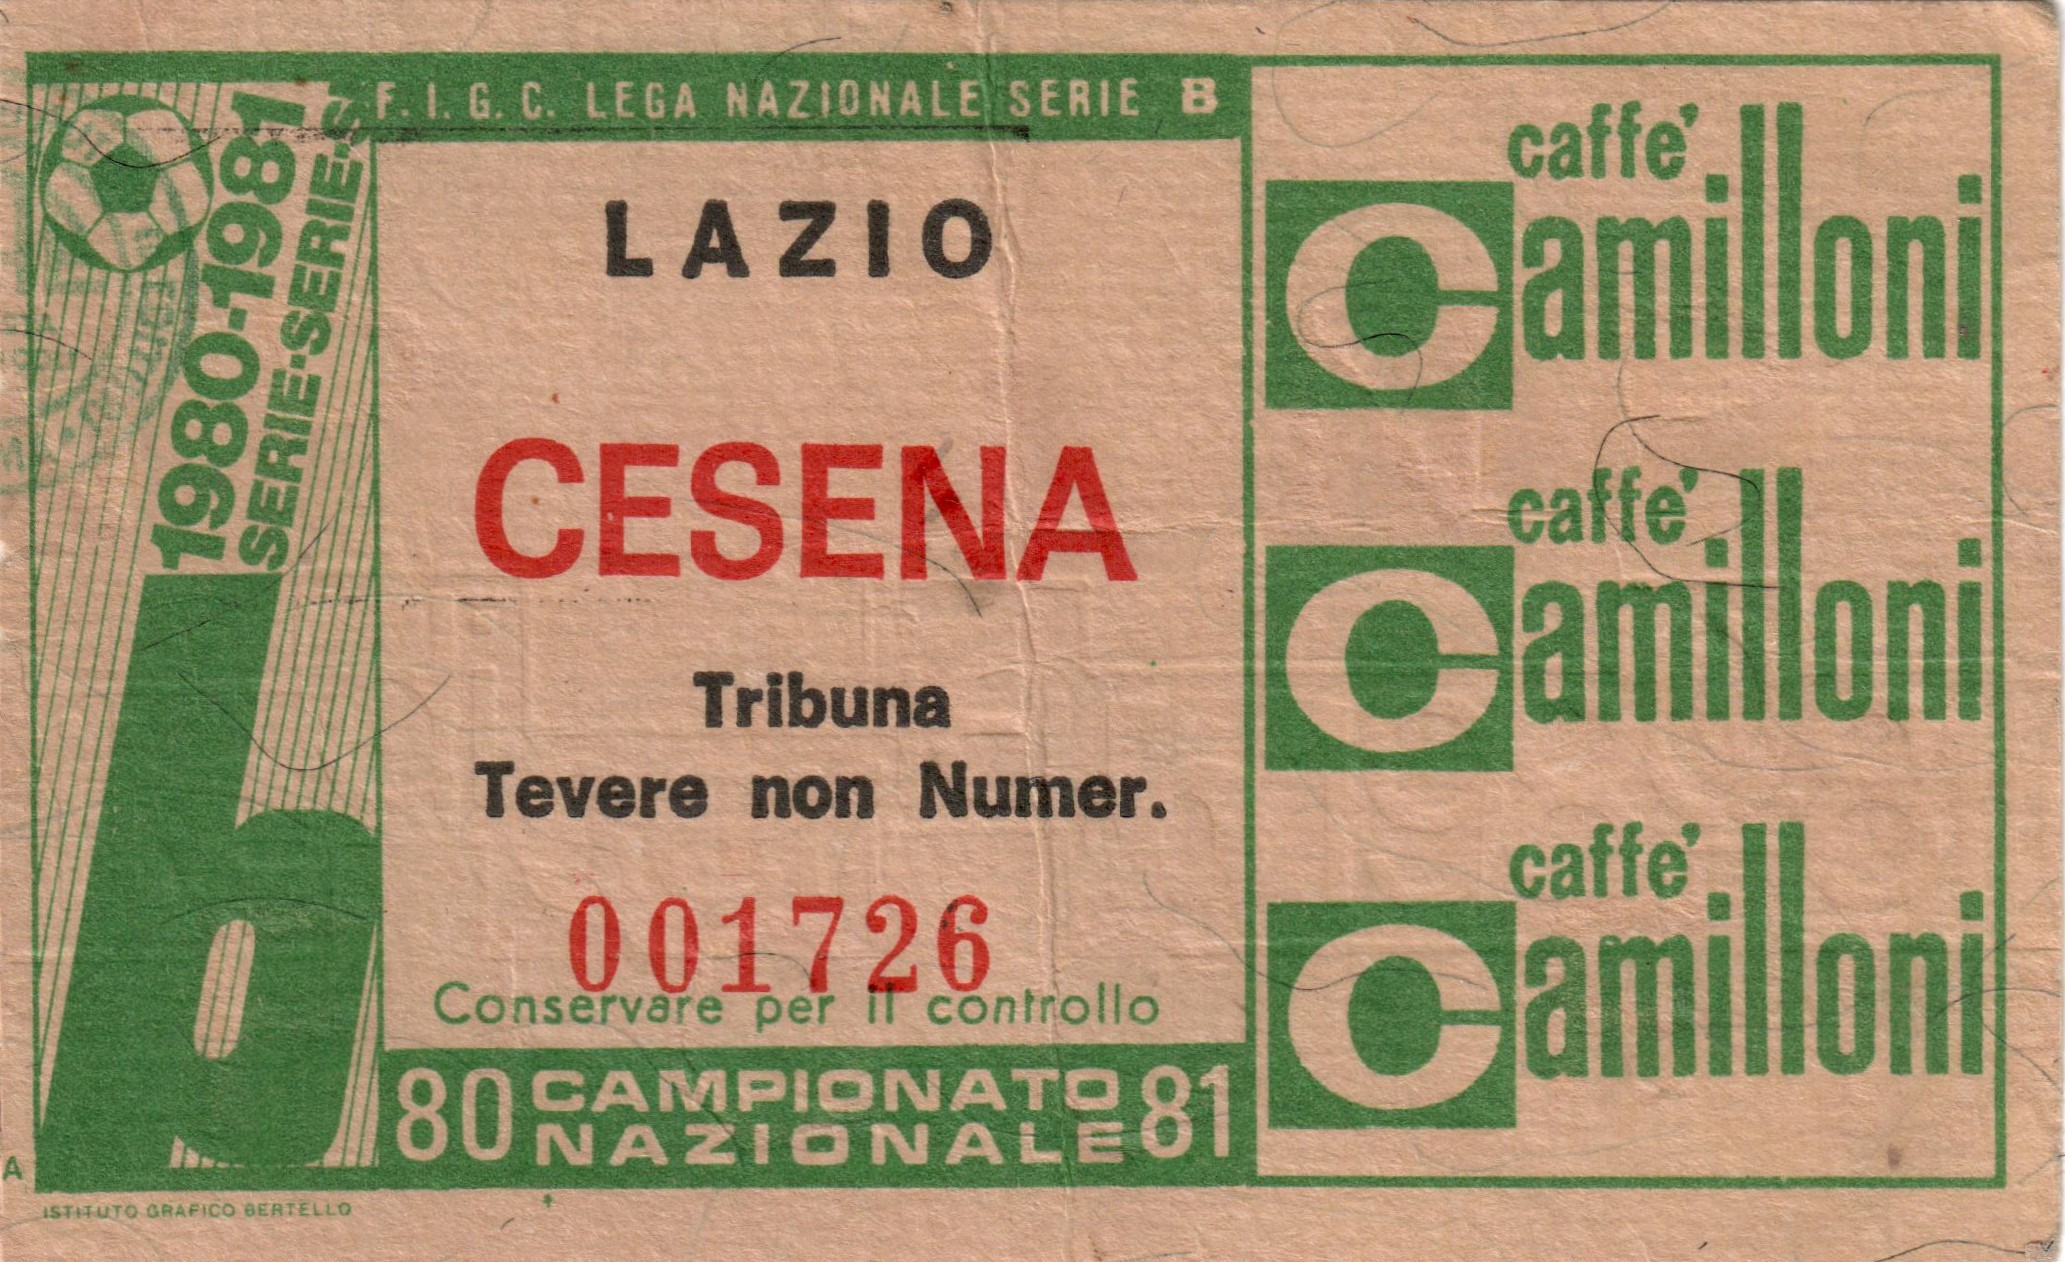 F.I.G.C. LEGA NAZIONALE SERIE B
1980-1981
SERIE-SERIE-S
LAZIO
CESENA
Tribuna
Tevere non Numer.
001726
Conservare per il controllo
80 CAMPIONATO NAZIONALE 81
b
A
ISTITUTO GRAFICO BERTELLO
caffe'
Camilloni
caffe'
Camilloni
caffe'
Camilloni